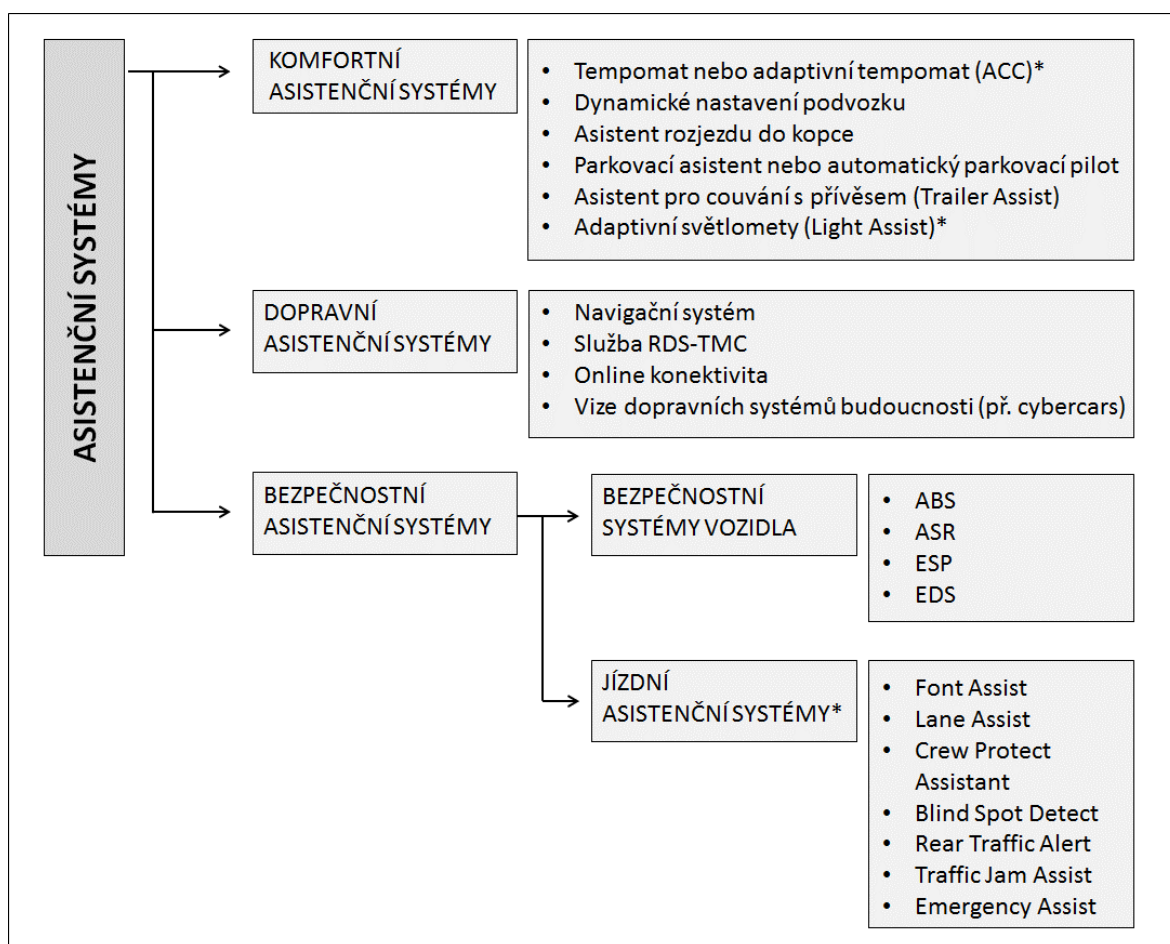 ASISTENČNÍ SYSTÉMY
KOMFORTNÍ
ASISTENČNÍ SYSTÉMY
• Tempomat nebo adaptivní tempomat (ACC)*
• Dynamické nastavení podvozku
• Asistent rozjezdu do kopce
• Parkovací asistent nebo automatický parkovací pilot
• Asistent pro couvání s přívěsem (Trailer Assist)
• Adaptivní světlomety (Light Assist)*
DOPRAVNÍ
ASISTENČNÍ SYSTÉMY
• Navigační systém
• Služba RDS-TMC
• Online konektivita
• Vize dopravních systémů budoucnosti (př. cybercars)
BEZPEČNOSTNÍ
ASISTENČNÍ SYSTÉMY
BEZPEČNOSTNÍ
SYSTÉMY VOZIDLA
• ABS
• ASR
• ESP
• EDS
JÍZDNÍ
ASISTENČNÍ SYSTÉMY*
• Font Assist
• Lane Assist
• Crew Protect
Assistant
• Blind Spot Detect
• Rear Traffic Alert
• Traffic Jam Assist
• Emergency Assist